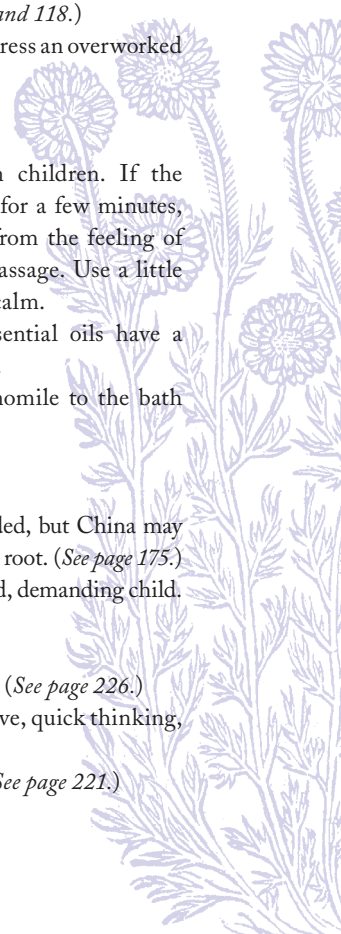 and 118.)
ress an overworked
children. If the
for a few minutes,
from the feeling of
assage. Use a little
calm.
sential oils have a
omile to the bath
led, but China may
root. (See page 175.)
d, demanding child.
(See page 226.)
ve, quick thinking,
See page 221.)